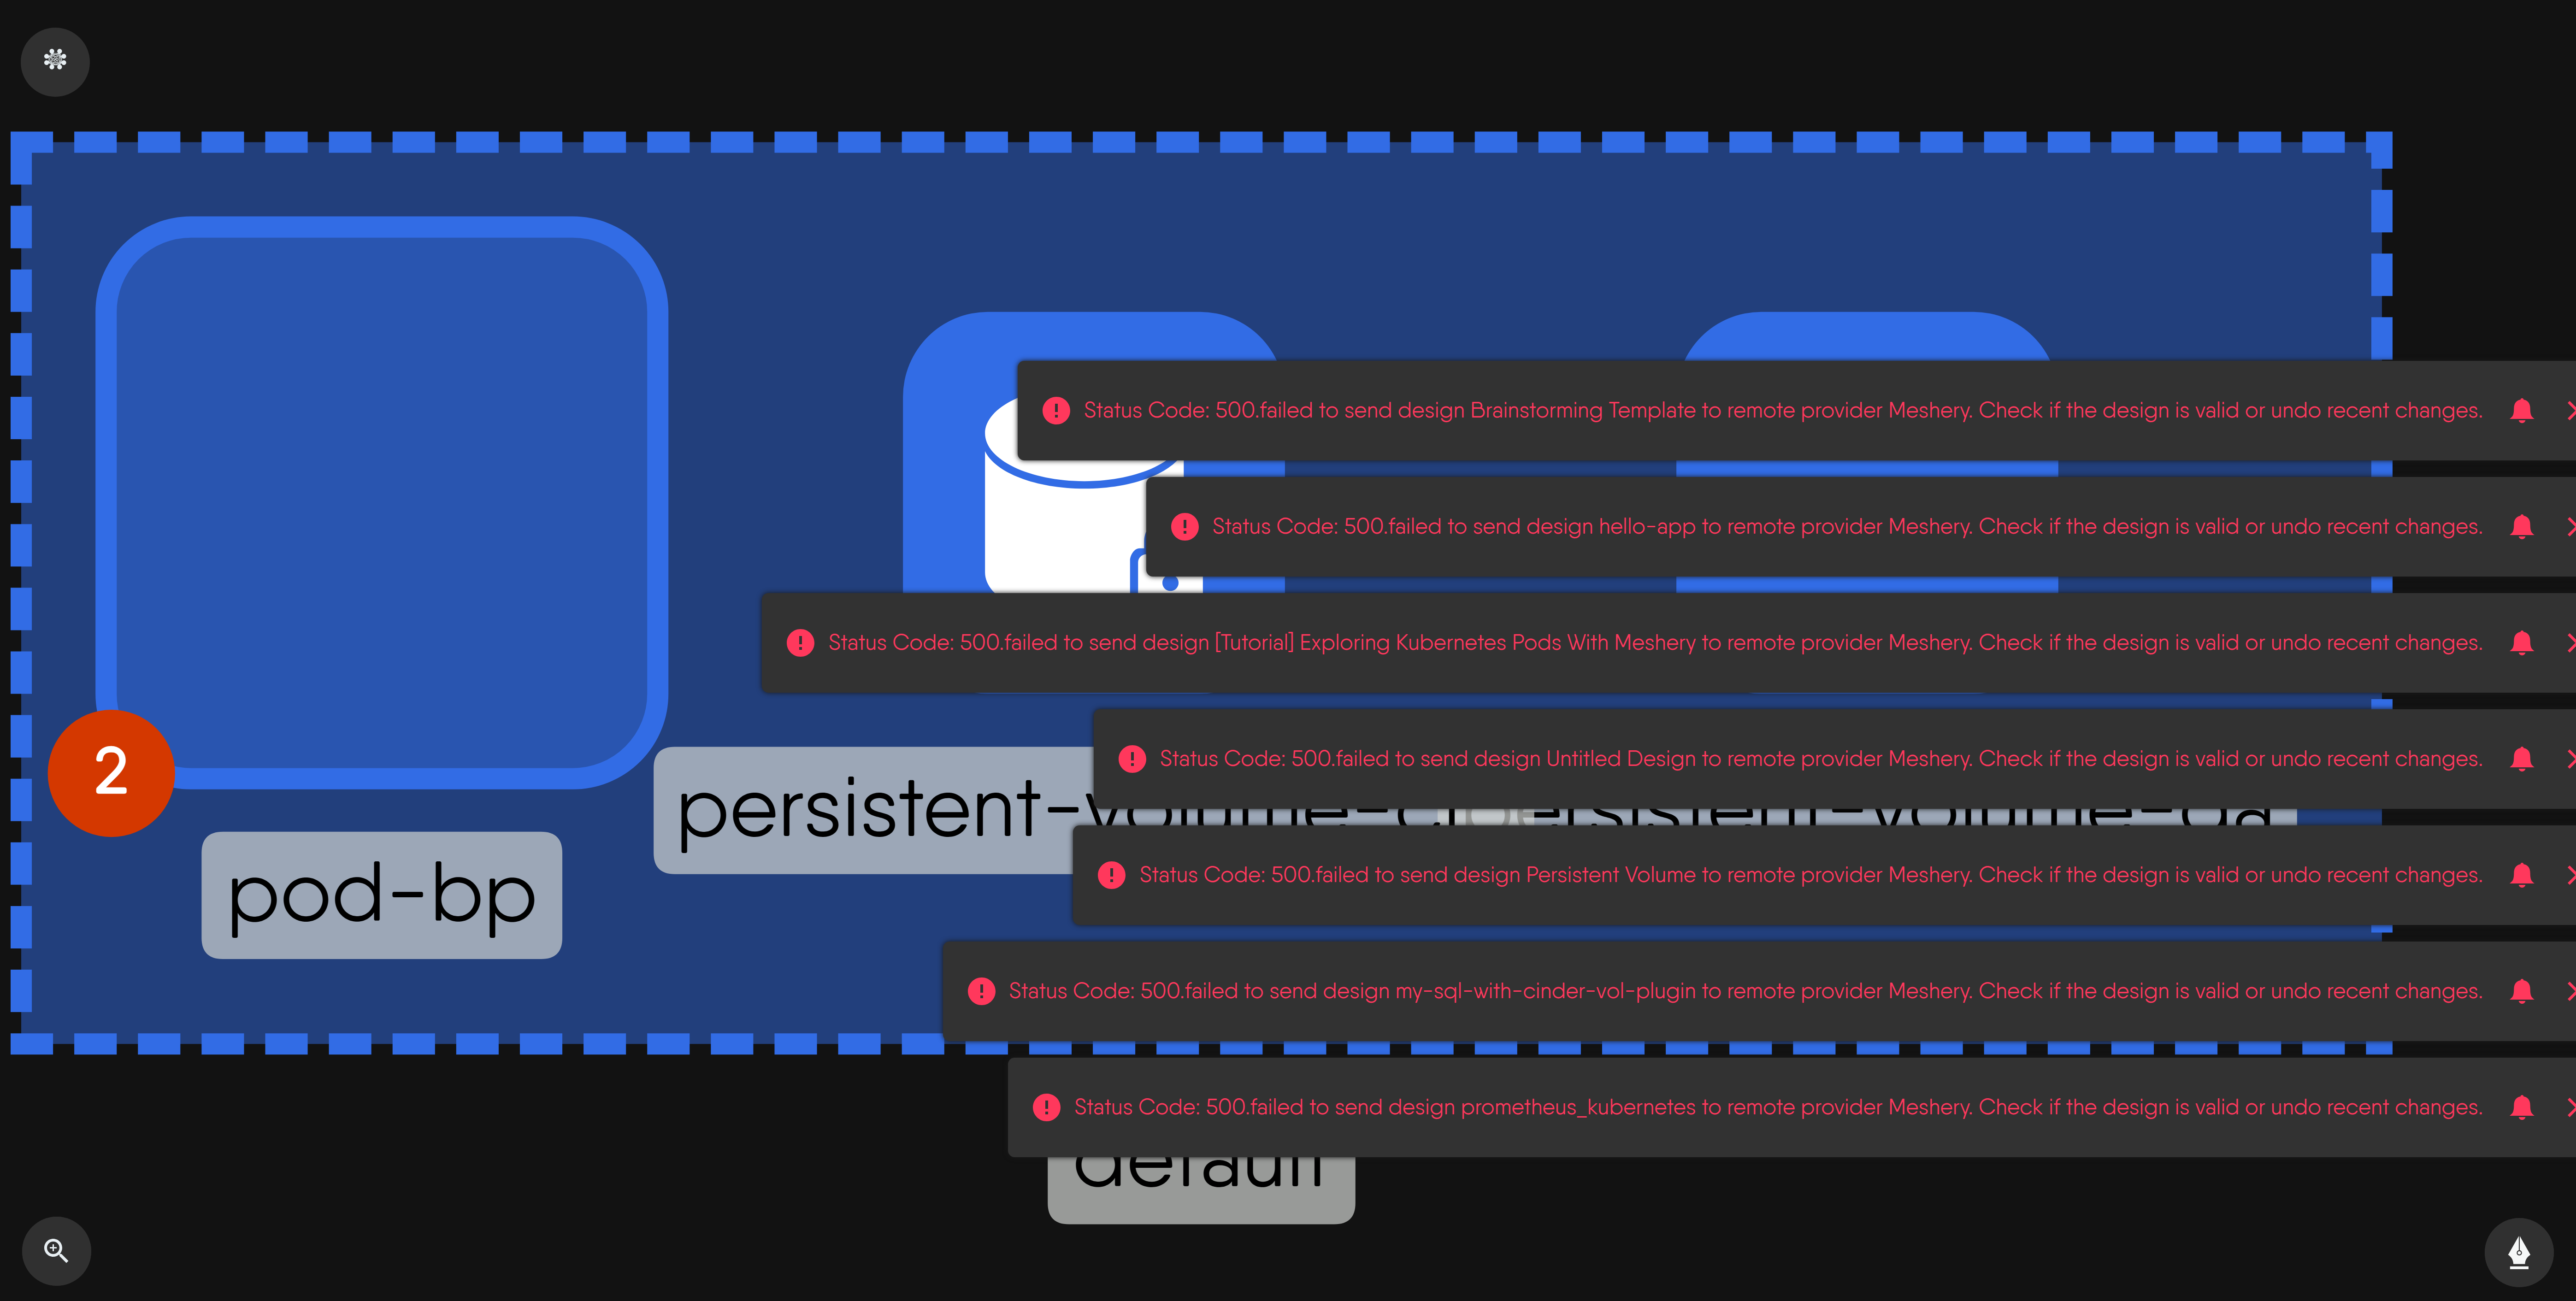 Status Code: 500.failed to send design Brainstorming Template to remote provider Meshery. Check if the design is valid or undo recent changes.
Status Code: 500.failed to send design hello-app to remote provider Meshery. Check if the design is valid or undo recent changes.
Status Code: 500.failed to send design [Tutorial] Exploring Kubernetes Pods With Meshery to remote provider Meshery. Check if the design is valid or undo recent changes.
Status Code: 500.failed to send design Untitled Design to remote provider Meshery. Check if the design is valid or undo recent changes.
2
persistent-volume-cl
persistent-volume-
pod-bp
Status Code: 500.failed to send design Persistent Volume to remote provider Meshery. Check if the design is valid or undo recent changes.
Status Code: 500.failed to send design my-sql-with-cinder-vol-plugin to remote provider Meshery. Check if the design is valid or undo recent changes.
Status Code: 500.failed to send design prometheus_kubernetes to remote provider Meshery. Check if the design is valid or undo recent changes.
default